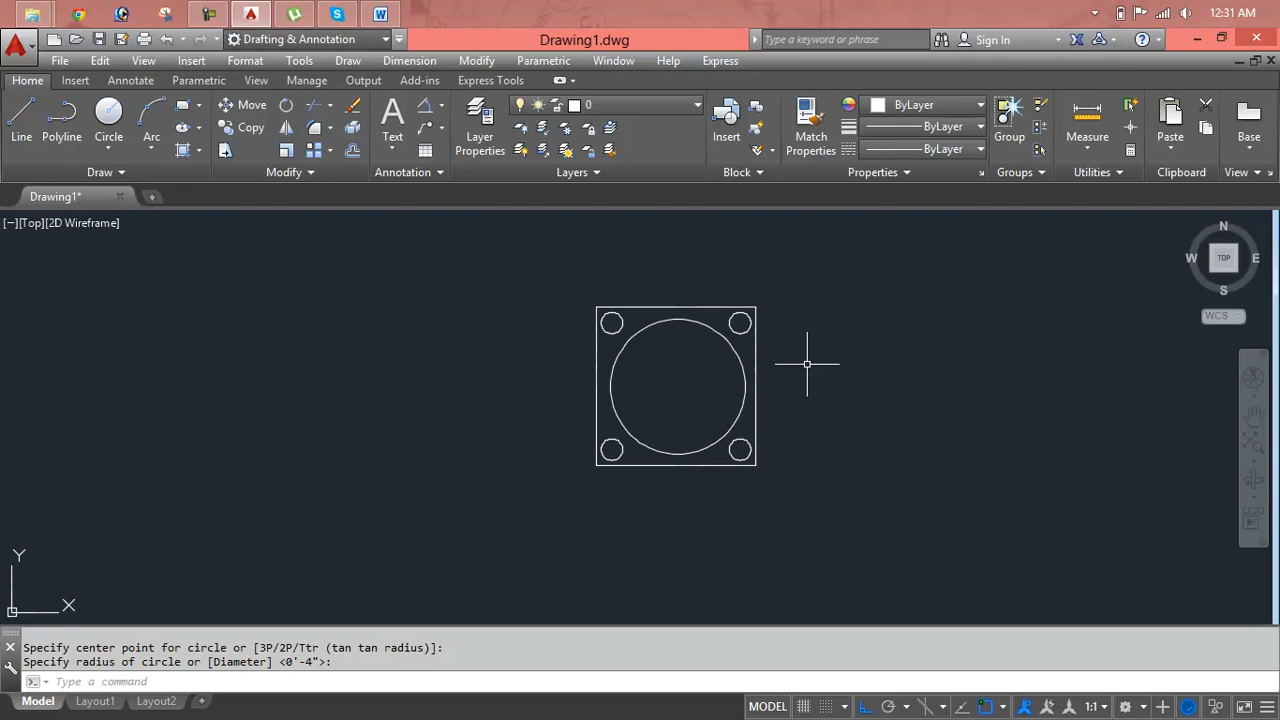 12:31 AM
Drafting & Annotation
Drawing1.dwg
Type a keyword or phrase
Sign In
File Edit View Insert Format Tools Draw Dimension Modify Parametric Window Help Express
Home Insert Annotate Parametric View Manage Output Add-ins Express Tools
Line Polyline Circle Arc
Move
Copy
Text
Layer Properties
0
Insert
Match Properties
ByLayer
ByLayer
ByLayer
Group
Measure
Paste
Base
Draw Modify Annotation Layers Block Properties Groups Utilities Clipboard View
Drawing1*
[−][Top][2D Wireframe]
N
W TOP E
S
WCS
Y
X
Specify center point for circle or [3P/2P/Ttr (tan tan radius)]:
Specify radius of circle or [Diameter] <0'-4">:
Type a command
Model Layout1 Layout2
MODEL
1:1